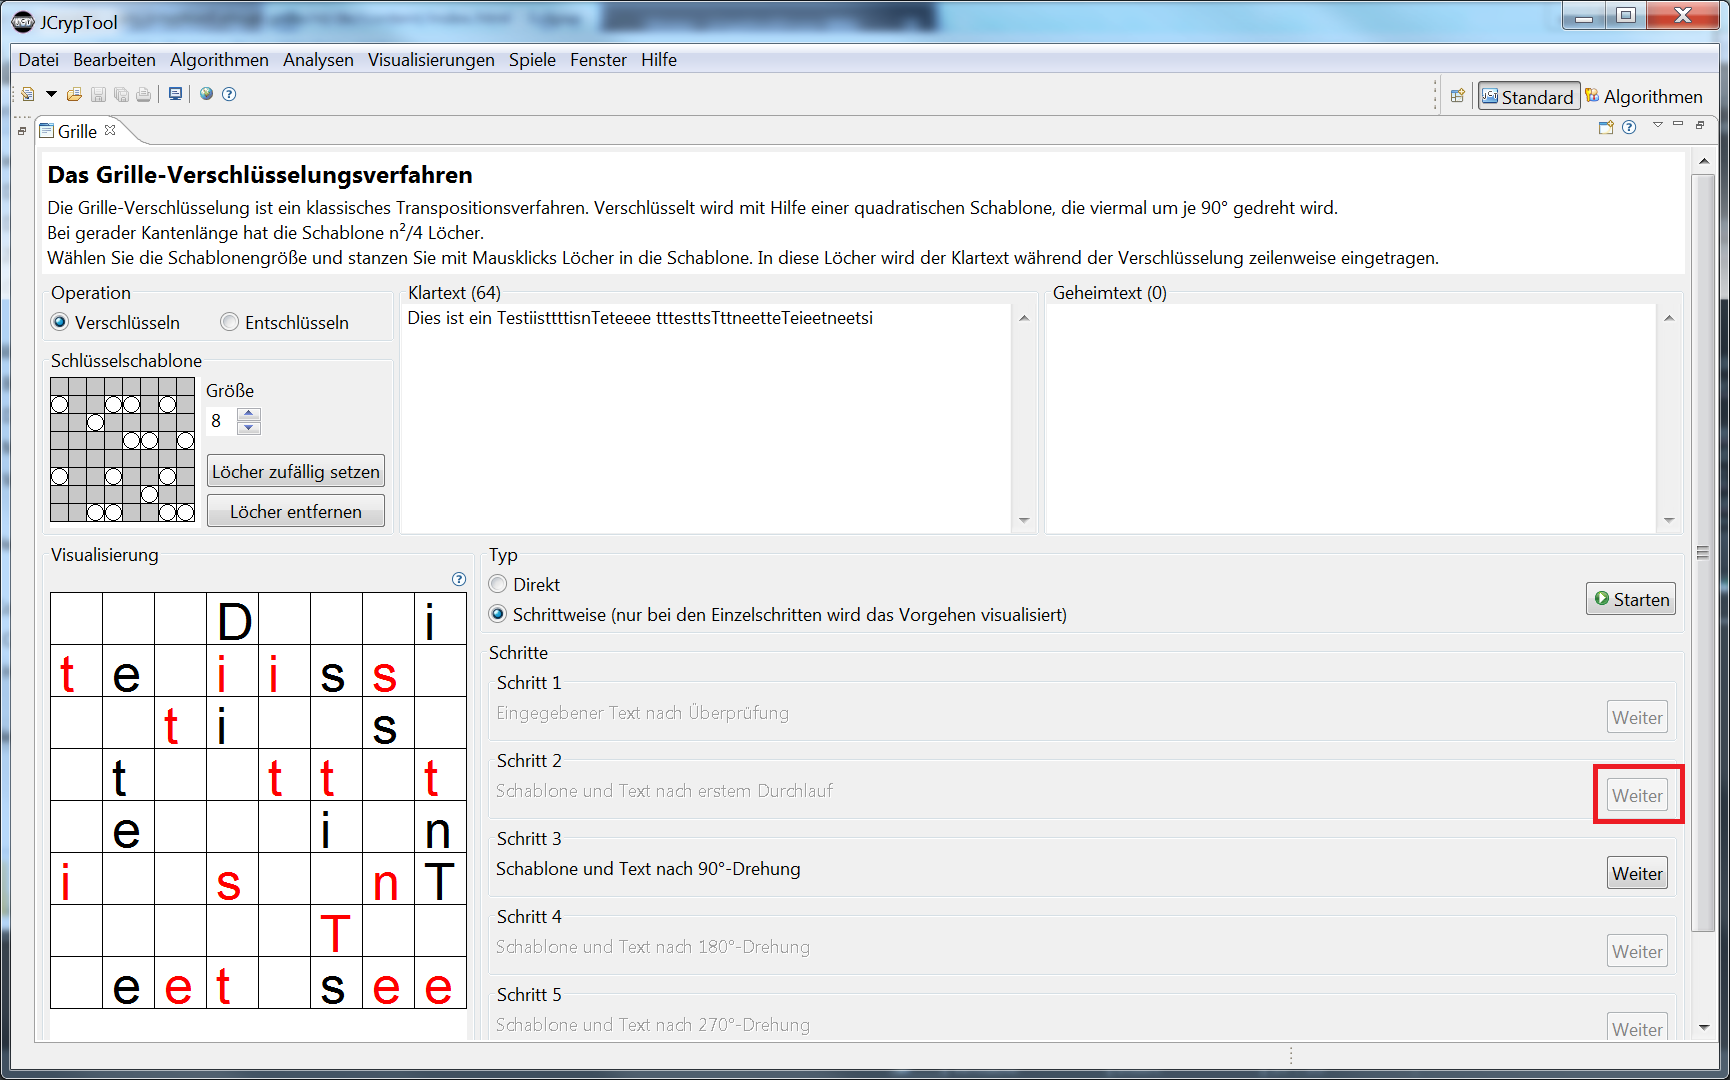 JCrypTool
Datei Bearbeiten Algorithmen Analysen Visualisierungen Spiele Fenster Hilfe
Standard Algorithmen
Grille
Das Grille-Verschlüsselungsverfahren
Die Grille-Verschlüsselung ist ein klassisches Transpositionsverfahren. Verschlüsselt wird mit Hilfe einer quadratischen Schablone, die viermal um je 90° gedreht wird.
Bei gerader Kantenlänge hat die Schablone n²/4 Löcher.
Wählen Sie die Schablonengröße und stanzen Sie mit Mausklicks Löcher in die Schablone. In diese Löcher wird der Klartext während der Verschlüsselung zeilenweise eingetragen.
Operation
Verschlüsseln Entschlüsseln
Schlüsselschablone
Größe
8
Löcher zufällig setzen
Löcher entfernen
Klartext (64)
Dies ist ein TestiisttttisnTeteeee tttesttsTttneetteTeieetneetsi
Geheimtext (0)
Visualisierung
D i
t e i i s s
t i s
t t t t
e i n
i s n T
T
e e t s e e
Typ
Direkt
Schrittweise (nur bei den Einzelschritten wird das Vorgehen visualisiert)
Starten
Schritte
Schritt 1
Eingegebener Text nach Überprüfung
Weiter
Schritt 2
Schablone und Text nach erstem Durchlauf
Weiter
Schritt 3
Schablone und Text nach 90°-Drehung
Weiter
Schritt 4
Schablone und Text nach 180°-Drehung
Weiter
Schritt 5
Schablone und Text nach 270°-Drehung
Weiter